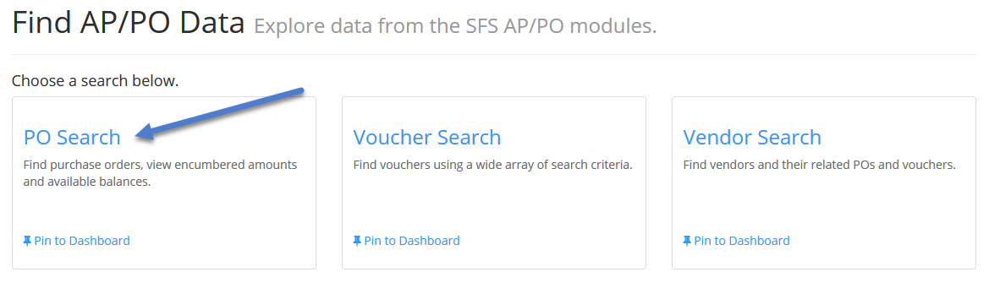 Find AP/PO Data Explore data from the SFS AP/PO modules.
Choose a search below.
PO Search
Find purchase orders, view encumbered amounts
and available balances.
Pin to Dashboard
Voucher Search
Find vouchers using a wide array of search criteria.
Pin to Dashboard
Vendor Search
Find vendors and their related POs and vouchers.
Pin to Dashboard